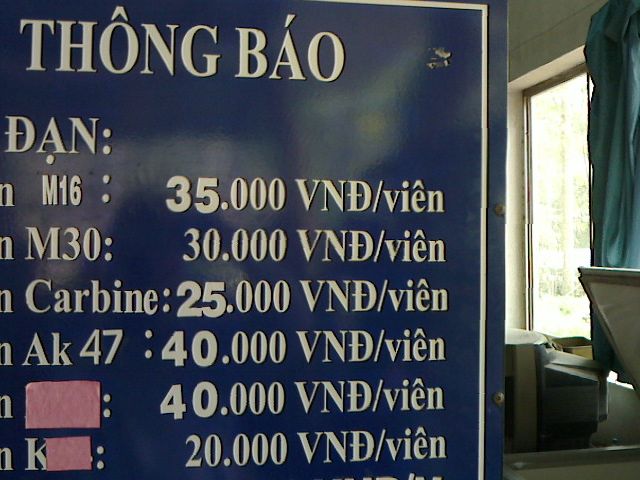 THÔNG BÁO
ĐẠN:
n M16 : 35.000 VNĐ/viên
n M30: 30.000 VNĐ/viên
n Carbine: 25.000 VNĐ/viên
n Ak 47 : 40.000 VNĐ/viên
n : 40.000 VNĐ/viên
n K : 20.000 VNĐ/viên